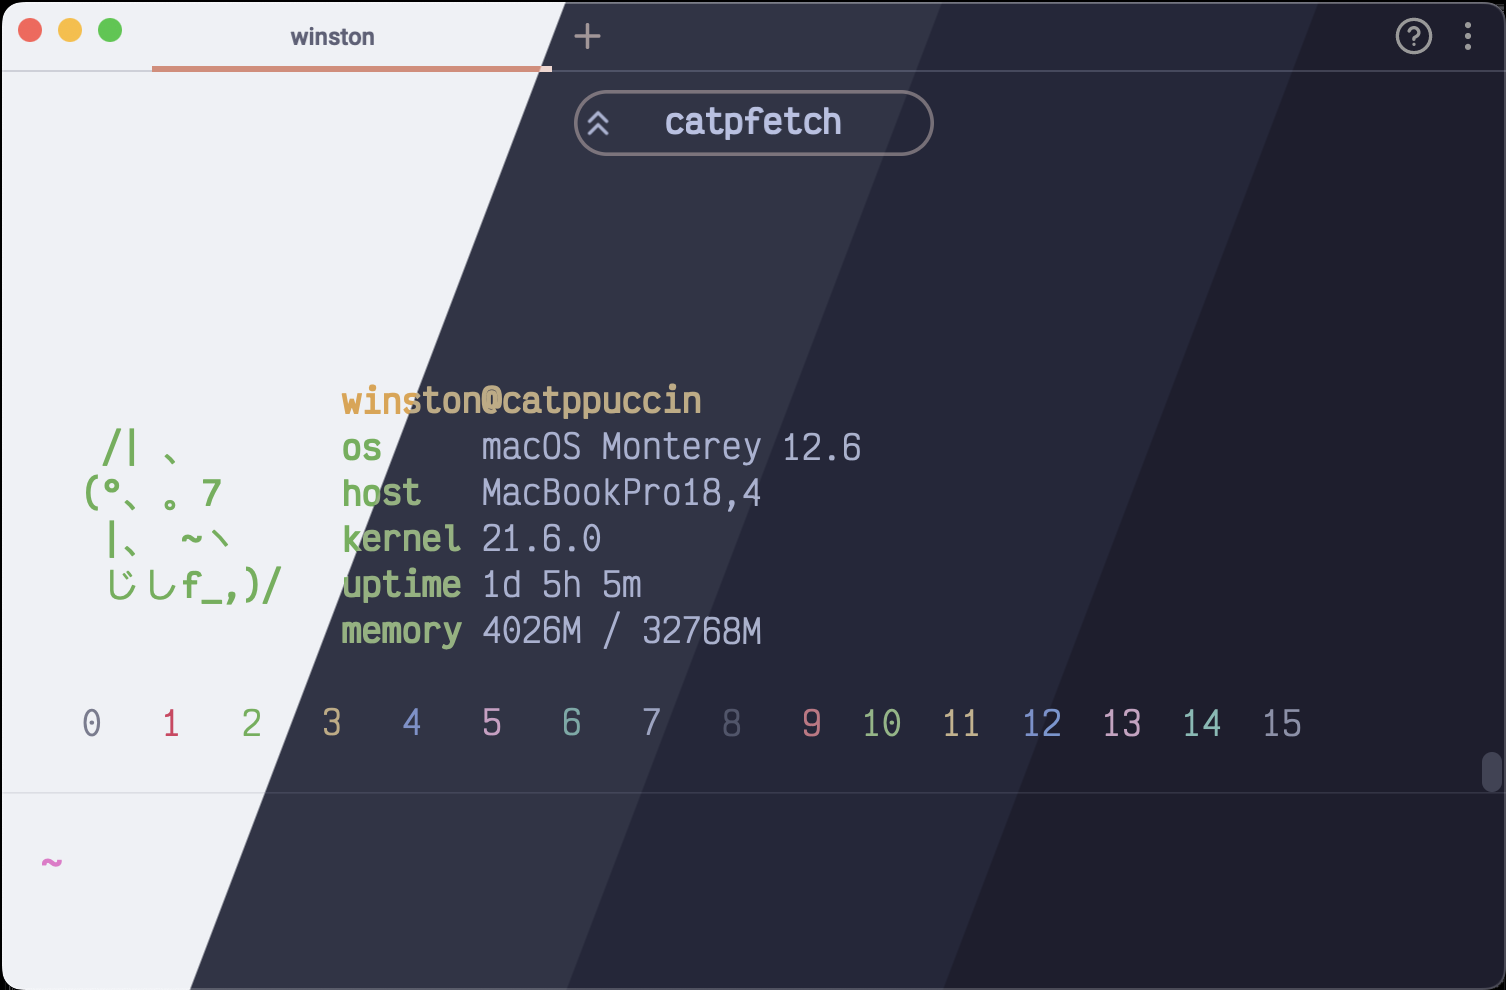 winston
catpfetch
winston@catppuccin
/| 、 os macOS Monterey 12.6
(°、。7 host MacBookPro18,4
|、 ~ヽ kernel 21.6.0
じしf_,)/ uptime 1d 5h 5m
memory 4026M / 32768M
0 1 2 3 4 5 6 7 8 9 10 11 12 13 14 15
~